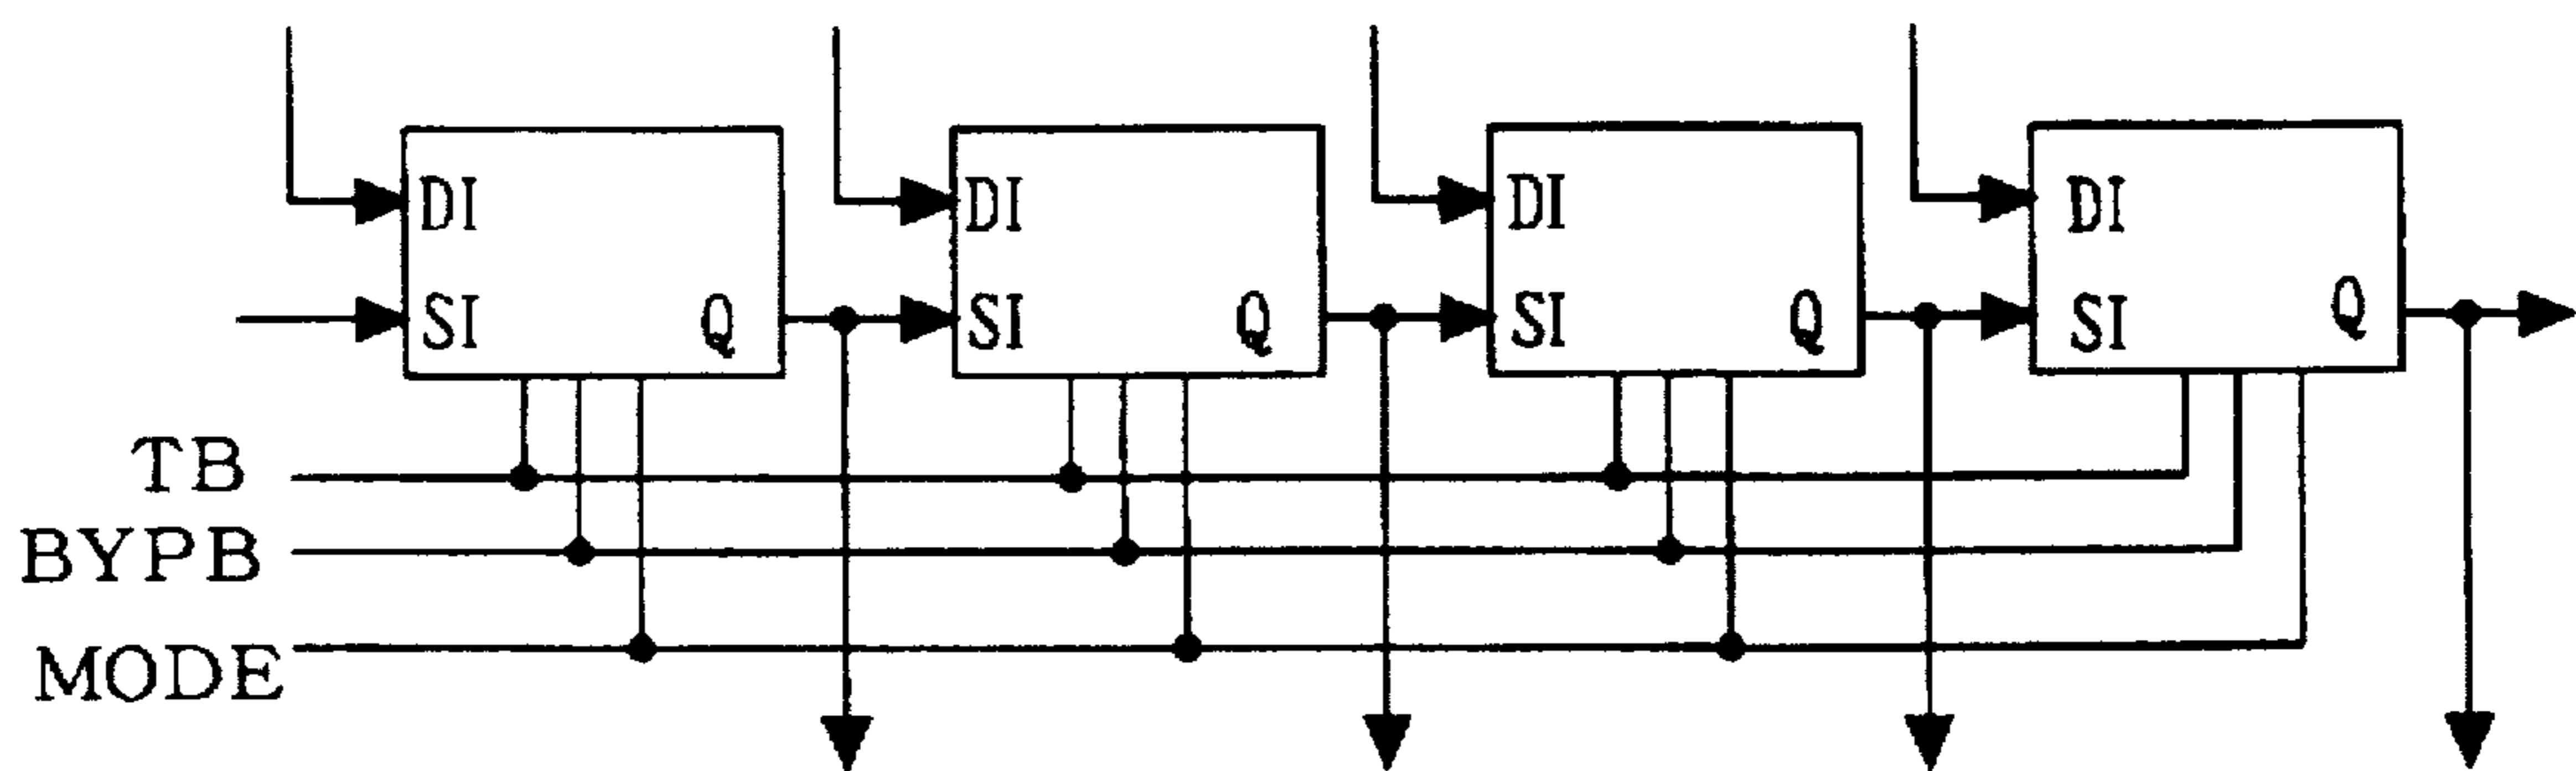 DI DI DI DI
SI Q SI Q SI Q SI Q
TB
BYPB
MODE